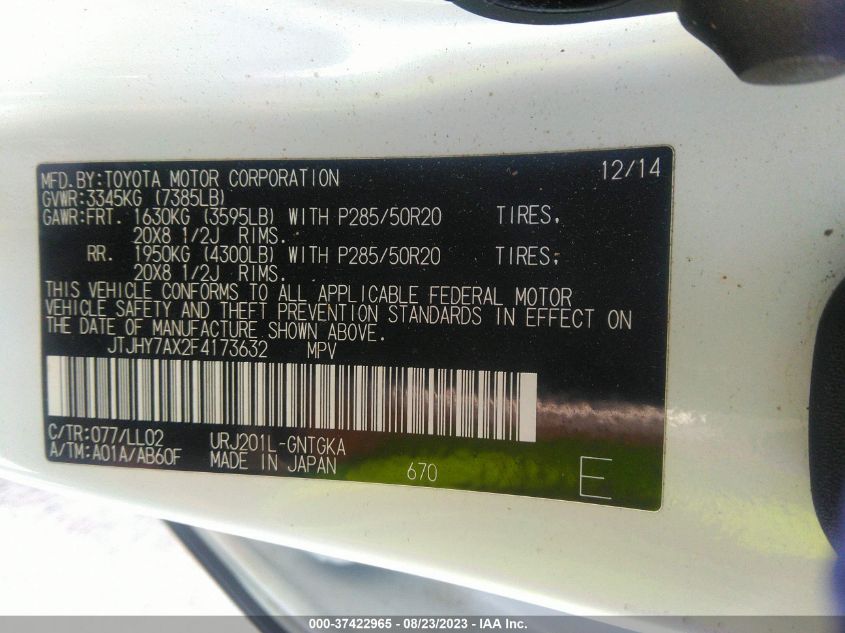 12/14
MFD.BY:TOYOTA MOTOR CORPORATION
GVWR:3345KG (7385LB)
GAWR:FRT. 1630KG (3595LB) WITH P285/50R20 TIRES,
20X8 1/2J RIMS.
RR. 1950KG (4300LB) WITH P285/50R20 TIRES,
20X8 1/2J RIMS.
THIS VEHICLE CONFORMS TO ALL APPLICABLE FEDERAL MOTOR
VEHICLE SAFETY AND THEFT PREVENTION STANDARDS IN EFFECT ON
THE DATE OF MANUFACTURE SHOWN ABOVE.
JTJHY7AX2F4173632 MPV
C/TR:077/LL02 URJ201L-GNTGKA
A/TM:A01A/AB60F MADE IN JAPAN 670 E
000-37422965 - 08/23/2023 - IAA Inc.